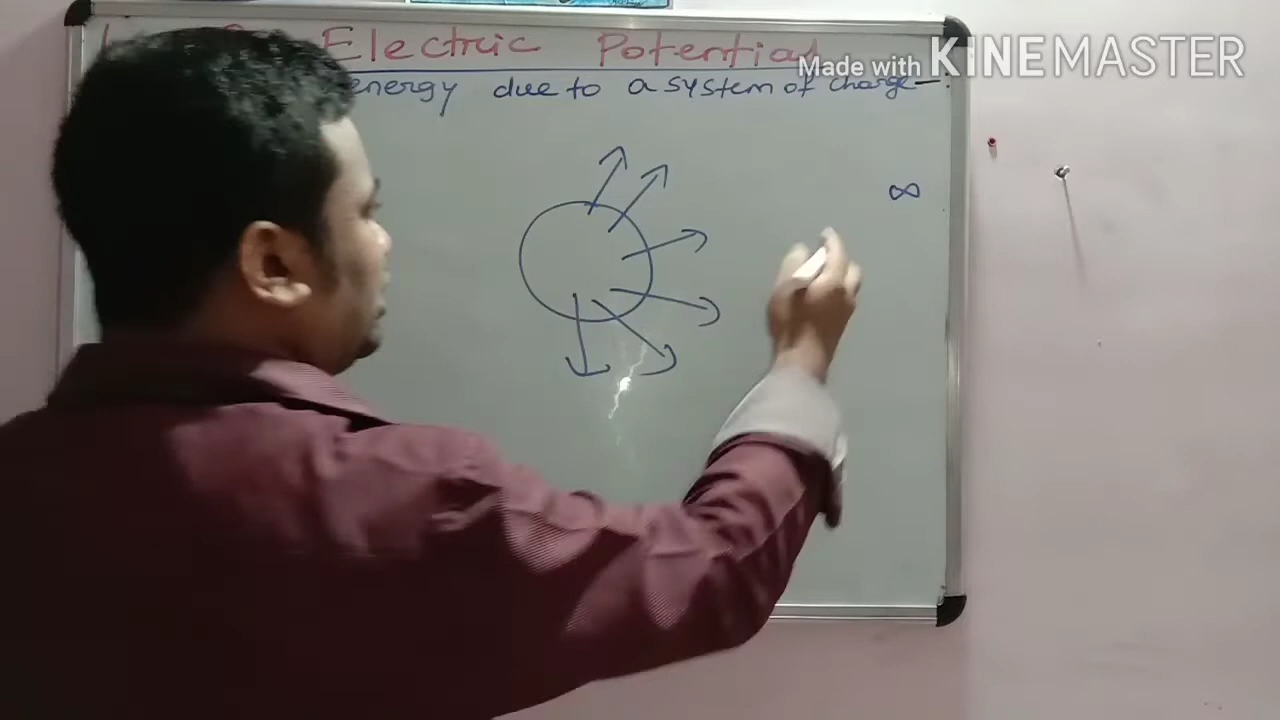 Electric Potential
Made with KINEMASTER
energy due to a system of charge-:
∞